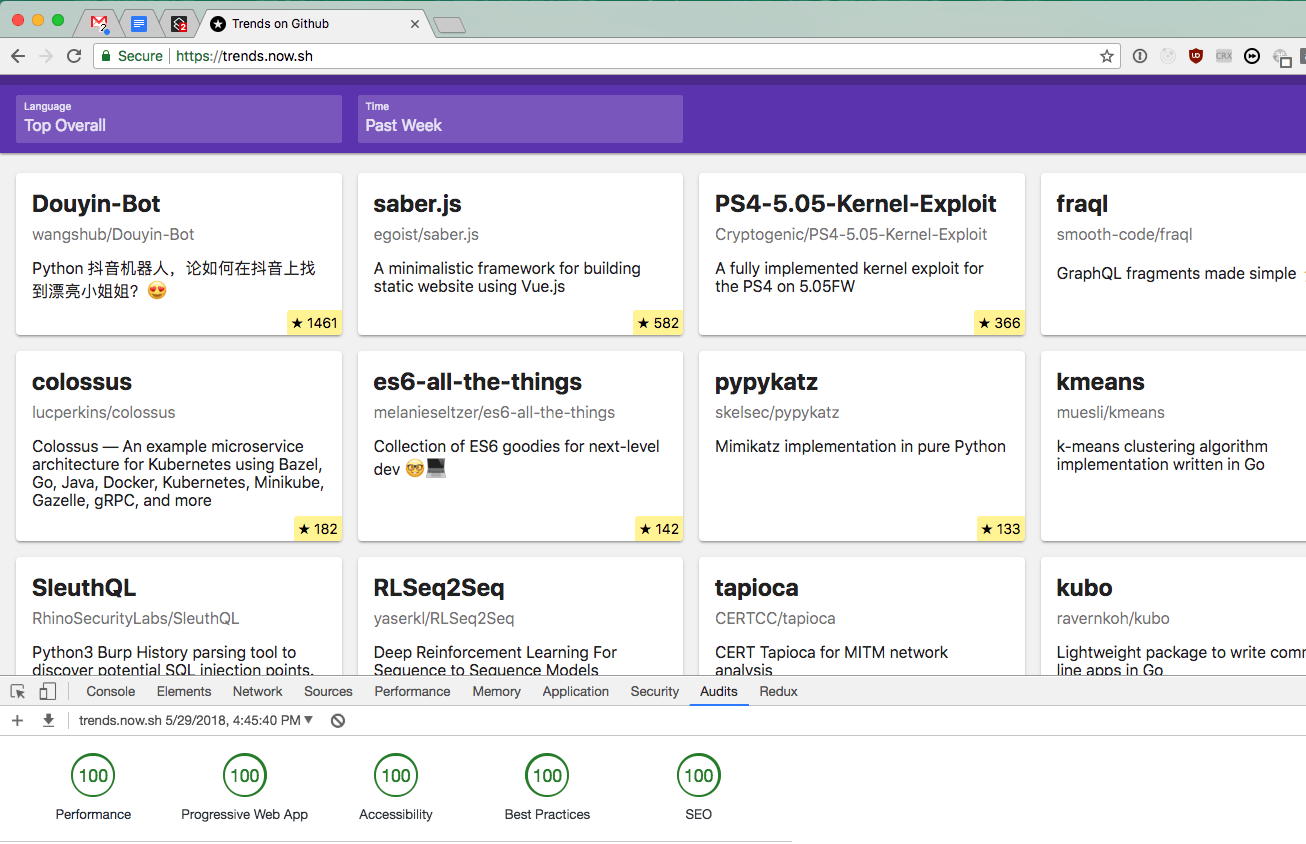 2
2
Trends on Github
Secure
https://trends.now.sh
CRX
Language
Top Overall
Time
Past Week
Douyin-Bot
wangshub/Douyin-Bot
Python 抖音机器人，论如何在抖音上找
到漂亮小姐姐？😍
★ 1461
saber.js
egoist/saber.js
A minimalistic framework for building
static website using Vue.js
★ 582
PS4-5.05-Kernel-Exploit
Cryptogenic/PS4-5.05-Kernel-Exploit
A fully implemented kernel exploit for
the PS4 on 5.05FW
★ 366
fraql
smooth-code/fraql
GraphQL fragments made simple
colossus
lucperkins/colossus
Colossus — An example microservice
architecture for Kubernetes using Bazel,
Go, Java, Docker, Kubernetes, Minikube,
Gazelle, gRPC, and more
★ 182
es6-all-the-things
melanieseltzer/es6-all-the-things
Collection of ES6 goodies for next-level
dev 🤓💻
★ 142
pypykatz
skelsec/pypykatz
Mimikatz implementation in pure Python
★ 133
kmeans
muesli/kmeans
k-means clustering algorithm
implementation written in Go
SleuthQL
RhinoSecurityLabs/SleuthQL
Python3 Burp History parsing tool to
discover potential SQL injection points.
RLSeq2Seq
yaserkl/RLSeq2Seq
Deep Reinforcement Learning For
Sequence to Sequence Models
tapioca
CERTCC/tapioca
CERT Tapioca for MITM network
analysis
kubo
ravernkoh/kubo
Lightweight package to write comm
line apps in Go
Console
Elements
Network
Sources
Performance
Memory
Application
Security
Audits
Redux
trends.now.sh 5/29/2018, 4:45:40 PM
100
Performance
100
Progressive Web App
100
Accessibility
100
Best Practices
100
SEO